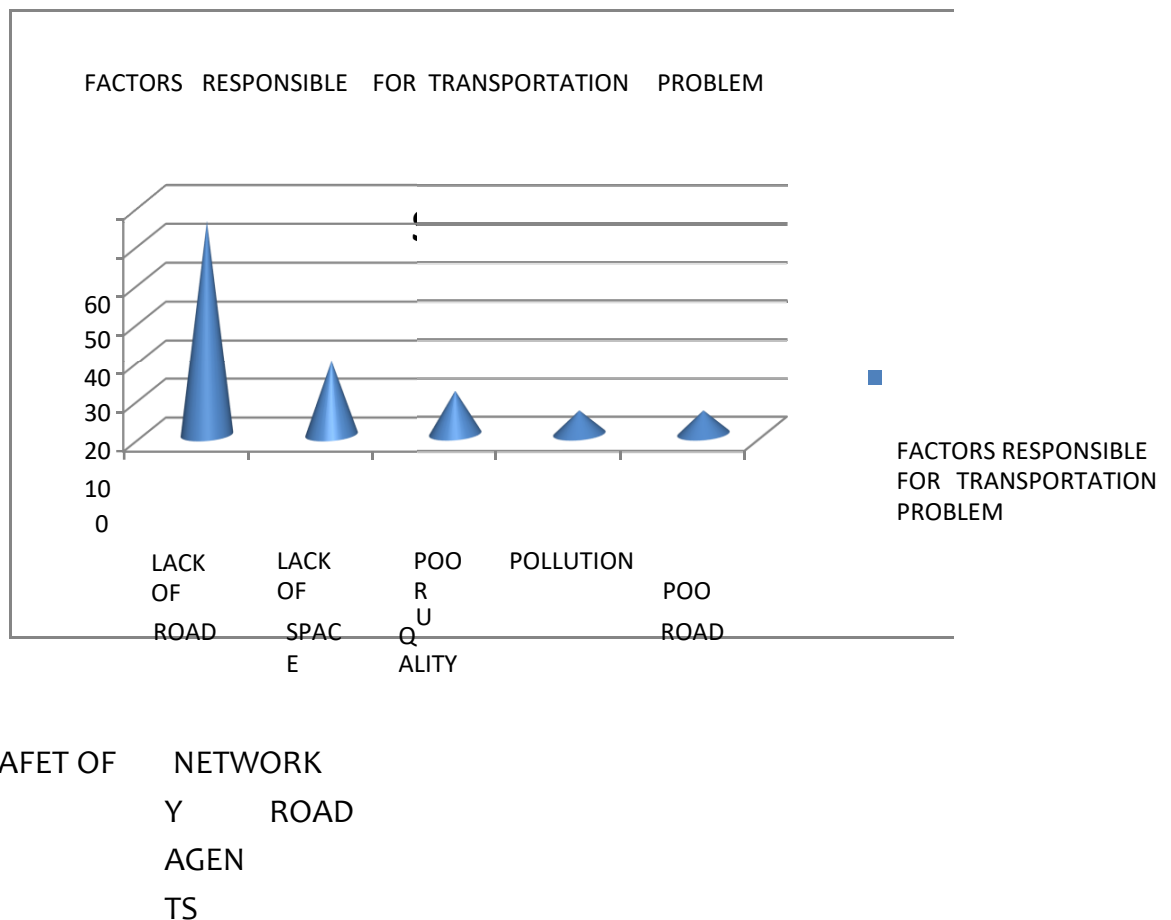 FACTORS RESPONSIBLE FOR TRANSPORTATION PROBLEM
60
50
40
30
20
10
0
FACTORS RESPONSIBLE
FOR TRANSPORTATION
PROBLEM
LACK
OF
ROAD
LACK
OF
SPAC
E
POO
R
U
Q
ALITY
POLLUTION
POO
ROAD
AFET OF NETWORK
Y ROAD
AGEN
TS